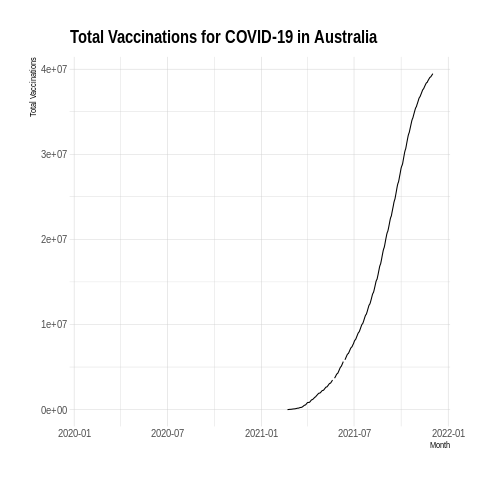 Total Vaccinations for COVID-19 in Australia
Total Vaccinations
4e+07
3e+07
2e+07
1e+07
0e+00
2020-01 2020-07 2021-01 2021-07 2022-01
Month